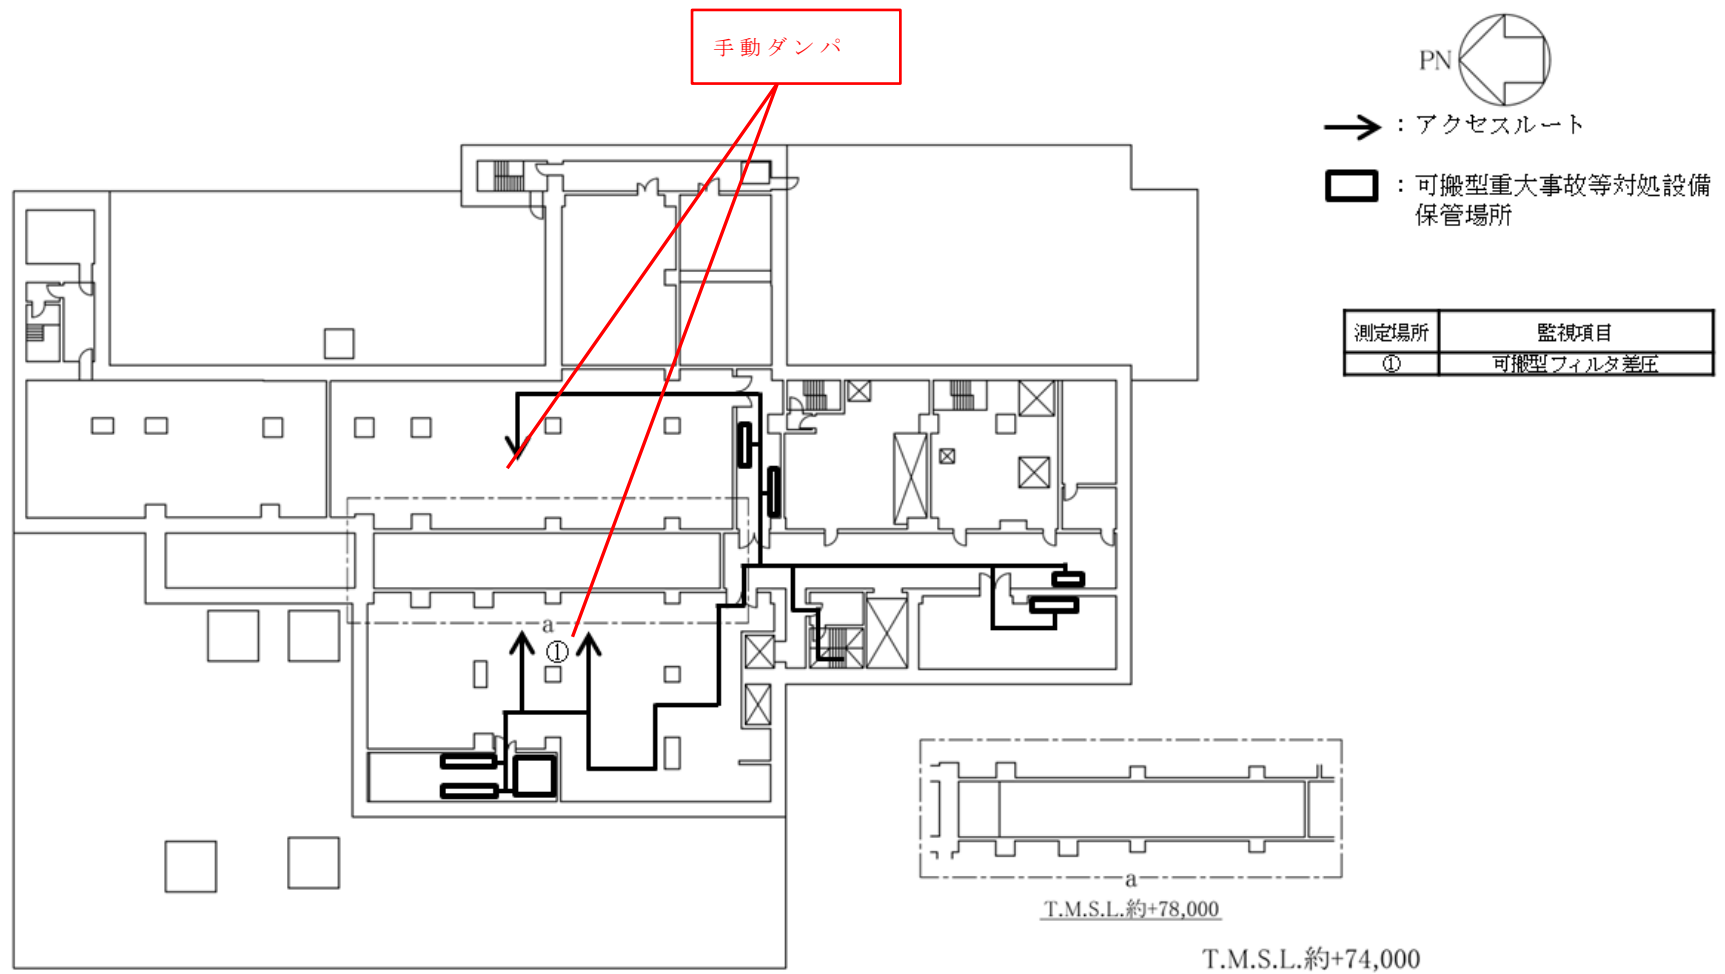 手動ダンパ
PN
：アクセスルート
：可搬型重大事故等対処設備
保管場所
測定場所 監視項目
① 可搬型フィルタ差圧
a
①
a
T.M.S.L.約+78,000
T.M.S.L.約+74,000